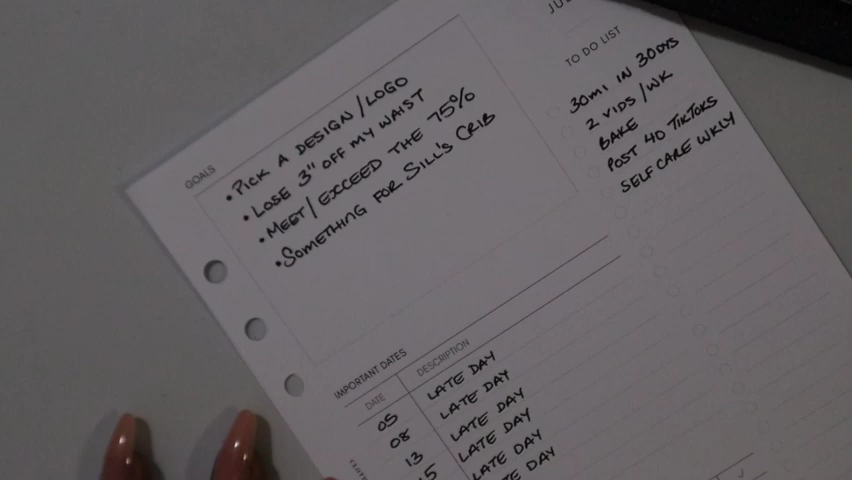 GOALS
• PICK A DESIGN/LOGO
• LOSE 3" OFF MY WAIST
• MEET/EXCEED THE 75%
• SOMETHING FOR SILL'S CRIB
TO DO LIST
30MI IN 30DYS
2 VIDS/WK
BAKE
POST 40 TIKTOKS
SELF CARE WKLY
IMPORTANT DATES
DATE DESCRIPTION
05 LATE DAY
08 LATE DAY
13 LATE DAY
15 LATE DAY
LATE DAY
DAY